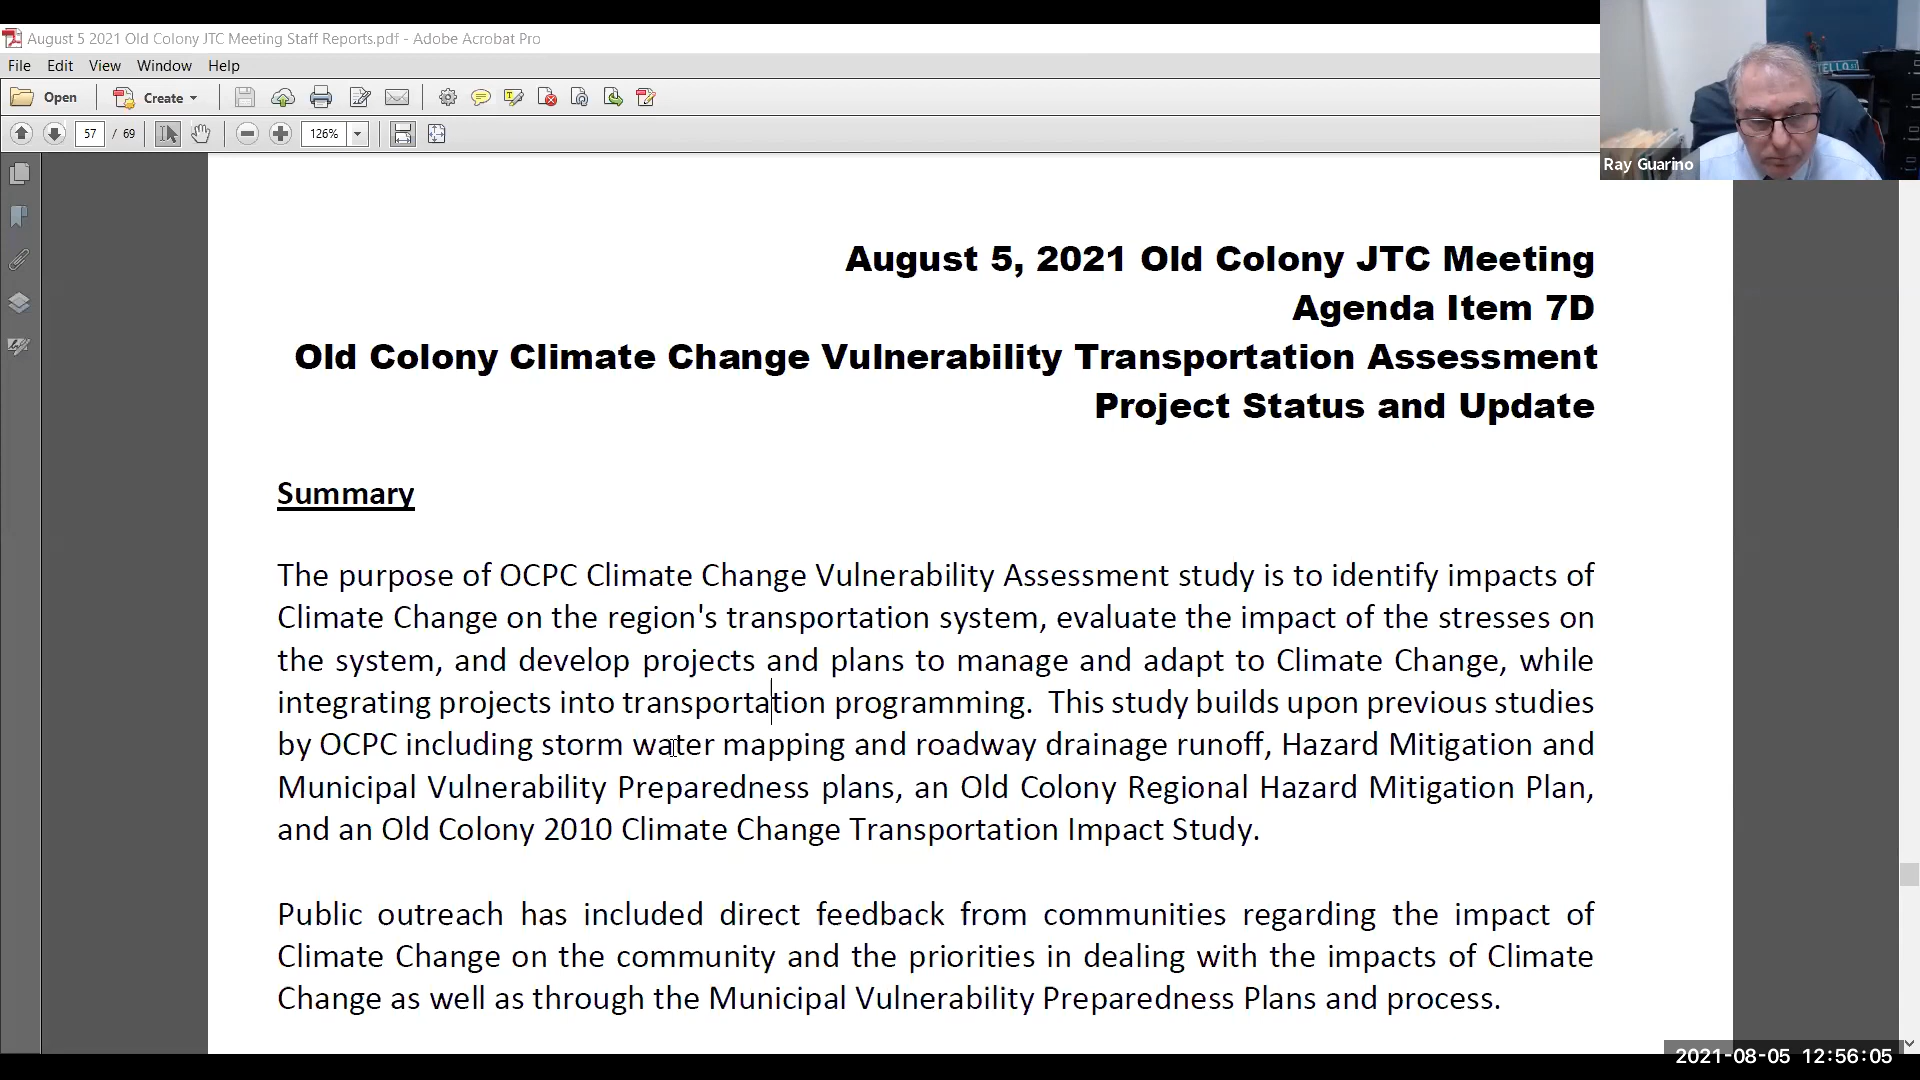 August 5 2021 Old Colony JTC Meeting Staff Reports.pdf - Adobe Acrobat Pro
File Edit View Window Help
Open Create
57 / 69 126%
Ray Guarino
August 5, 2021 Old Colony JTC Meeting
Agenda Item 7D
Old Colony Climate Change Vulnerability Transportation Assessment
Project Status and Update
Summary
The purpose of OCPC Climate Change Vulnerability Assessment study is to identify impacts of
Climate Change on the region's transportation system, evaluate the impact of the stresses on
the system, and develop projects and plans to manage and adapt to Climate Change, while
integrating projects into transportation programming. This study builds upon previous studies
by OCPC including storm water mapping and roadway drainage runoff, Hazard Mitigation and
Municipal Vulnerability Preparedness plans, an Old Colony Regional Hazard Mitigation Plan,
and an Old Colony 2010 Climate Change Transportation Impact Study.
Public outreach has included direct feedback from communities regarding the impact of
Climate Change on the community and the priorities in dealing with the impacts of Climate
Change as well as through the Municipal Vulnerability Preparedness Plans and process.
2021-08-05 12:56:05